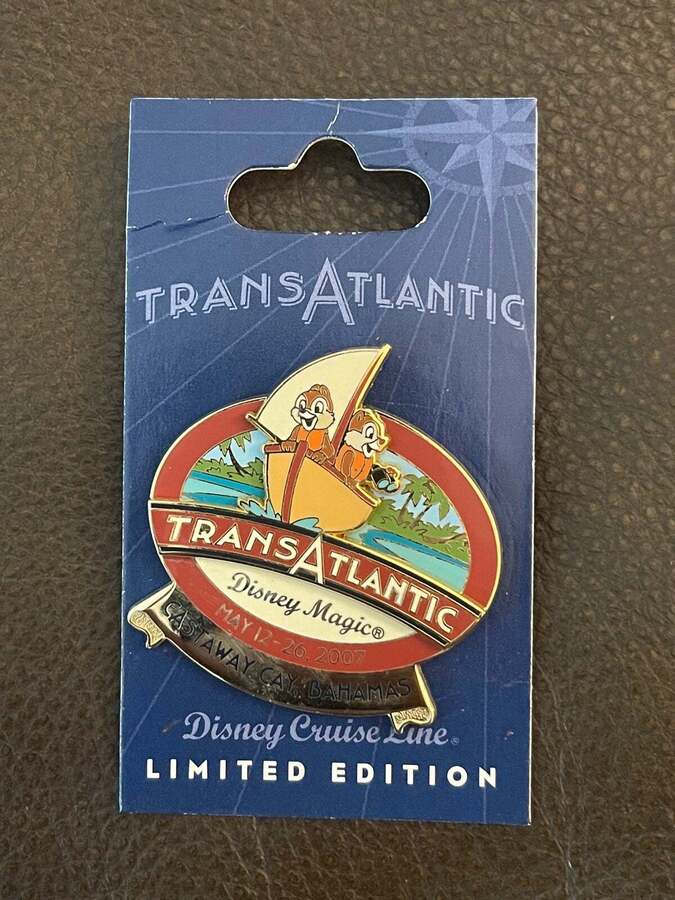 TRANSATLANTIC
TRANSATLANTIC
Disney Magic®
MAY 12-26, 2007
CASTAWAY CAY, BAHAMAS
Disney Cruise Line®
LIMITED EDITION